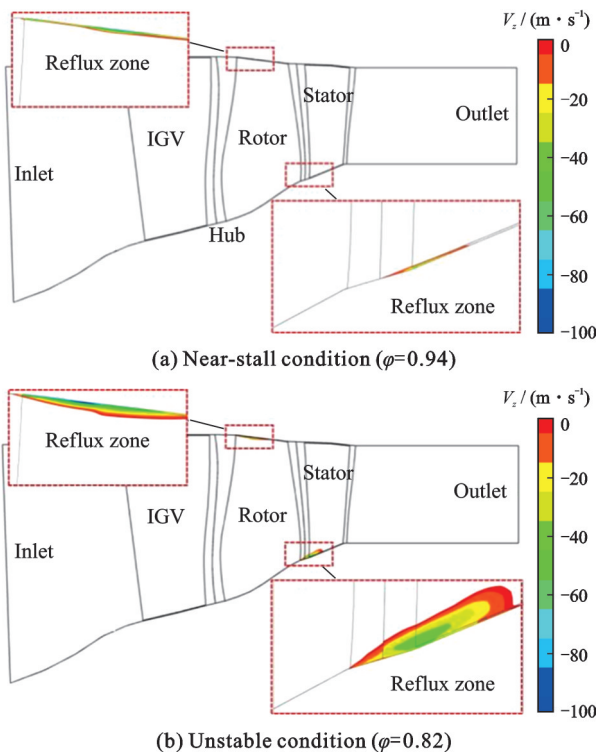 V_z / (m · s⁻¹)
0
−20
−40
−60
−80
−100
Reflux zone
Stator
Outlet
IGV
Rotor
Inlet
Hub
Reflux zone
(a) Near-stall condition (φ=0.94)
V_z / (m · s⁻¹)
0
−20
−40
−60
−80
−100
Reflux zone
Stator
Outlet
IGV
Rotor
Inlet
Hub
Reflux zone
(b) Unstable condition (φ=0.82)